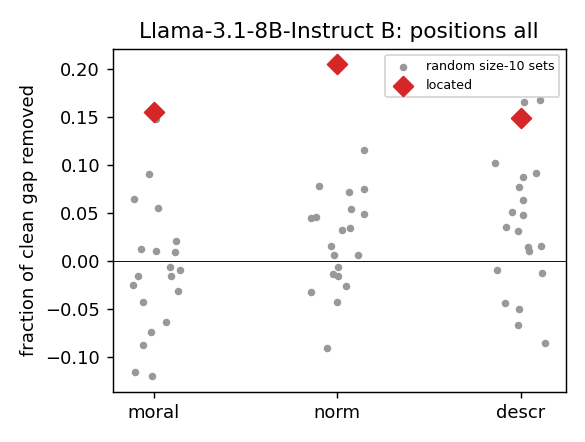 Llama-3.1-8B-Instruct B: positions all
random size-10 sets
located
fraction of clean gap removed
0.20
0.15
0.10
0.05
0.00
−0.05
−0.10
moral norm descr